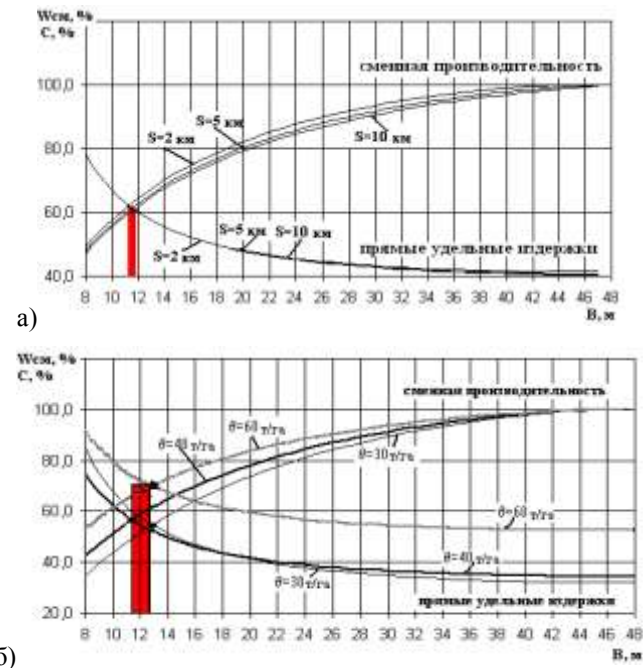 Wсм, %
C, %
100,0
80,0
60,0
40,0
сменная производительность
S=2 км
S=5 км
S=10 км
S=2 км
S=5 км
S=10 км
прямые удельные издержки
8 10 12 14 16 18 20 22 24 26 28 30 32 34 36 38 40 42 44 46 48
B, м
а)
Wсм, %
C, %
100,0
80,0
60,0
40,0
20,0
сменная производительность
θ=40 т/га
θ=60 т/га
θ=30 т/га
θ=60 т/га
θ=40 т/га
θ=30 т/га
прямые удельные издержки
8 10 12 14 16 18 20 22 24 26 28 30 32 34 36 38 40 42 44 46 48
B, м
б)